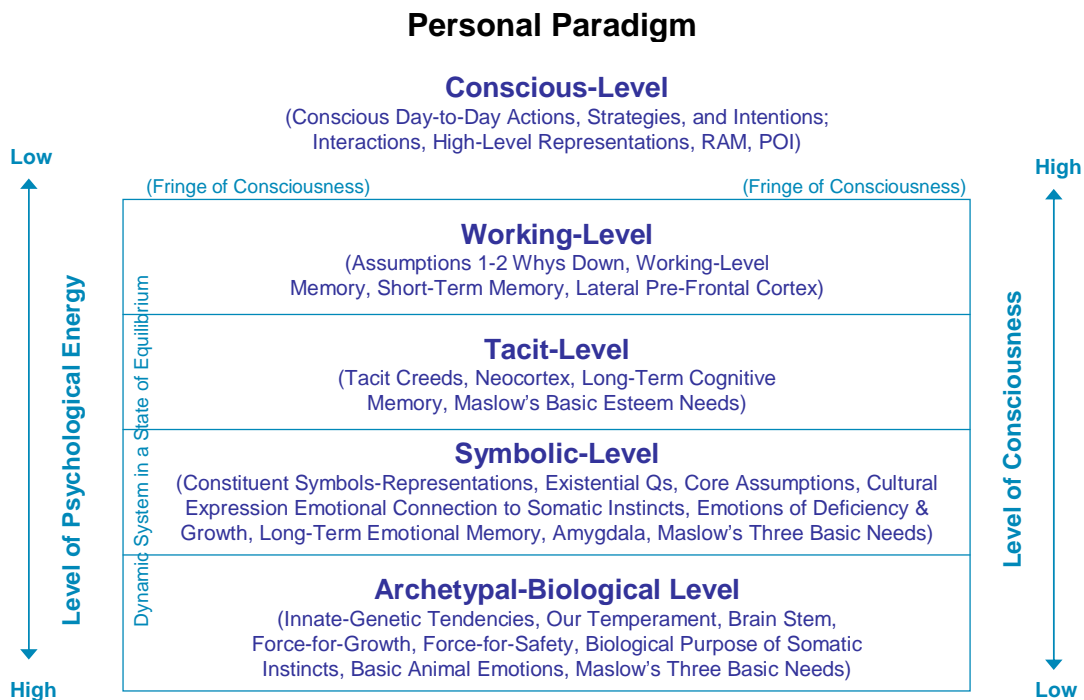 Personal Paradigm
Conscious-Level
(Conscious Day-to-Day Actions, Strategies, and Intentions;
Interactions, High-Level Representations, RAM, POI)
Low
High
(Fringe of Consciousness)
(Fringe of Consciousness)
Working-Level
(Assumptions 1-2 Whys Down, Working-Level
Memory, Short-Term Memory, Lateral Pre-Frontal Cortex)
Tacit-Level
(Tacit Creeds, Neocortex, Long-Term Cognitive
Memory, Maslow's Basic Esteem Needs)
Symbolic-Level
(Constituent Symbols-Representations, Existential Qs, Core Assumptions, Cultural
Expression Emotional Connection to Somatic Instincts, Emotions of Deficiency &
Growth, Long-Term Emotional Memory, Amygdala, Maslow's Three Basic Needs)
Archetypal-Biological Level
(Innate-Genetic Tendencies, Our Temperament, Brain Stem,
Force-for-Growth, Force-for-Safety, Biological Purpose of Somatic
Instincts, Basic Animal Emotions, Maslow's Three Basic Needs)
Level of Psychological Energy
Dynamic System in a State of Equilibrium
Level of Consciousness
High
Low